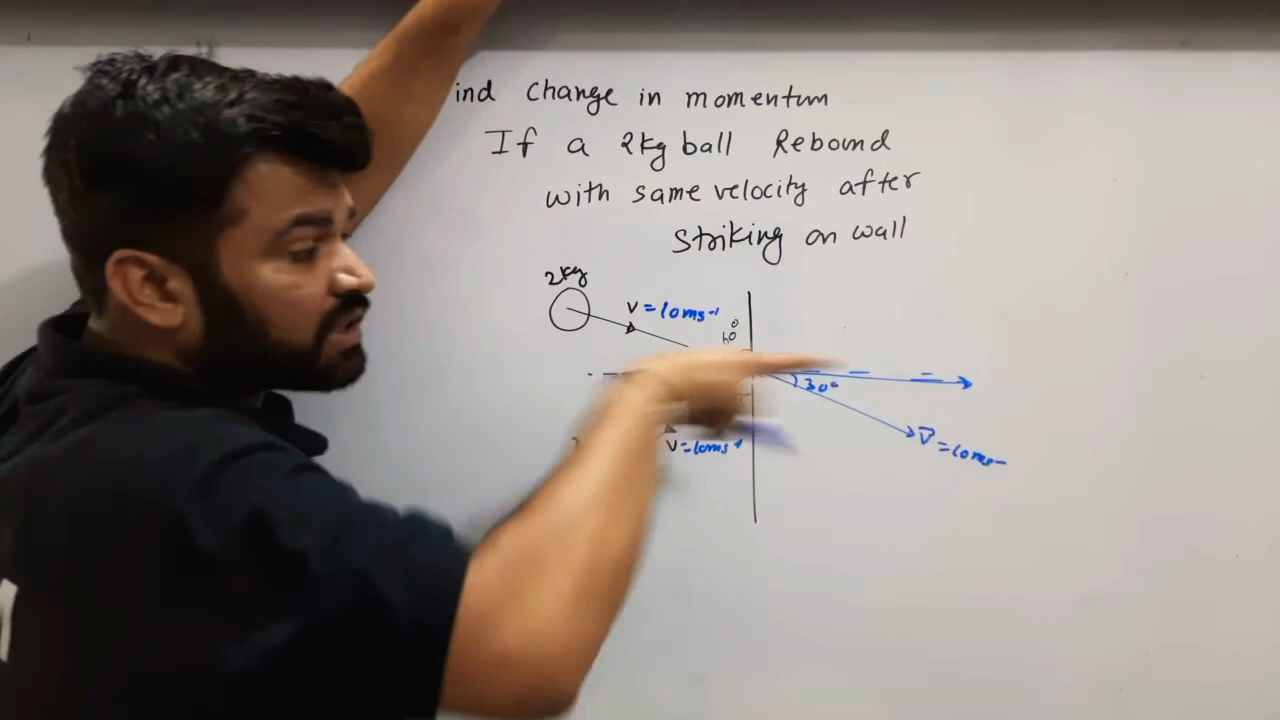 ind change in momentum
If a 2kg ball Rebound
with same velocity after
Striking on wall
2kg
V = 10ms⁻¹
60°
30°
V = 10ms⁻¹
V⃗ = 10ms⁻